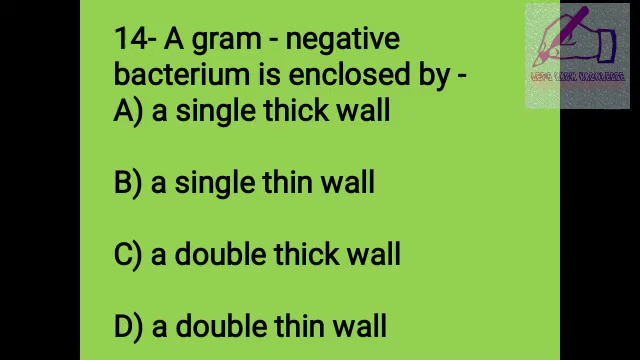 14- A gram - negative
bacterium is enclosed by -
A) a single thick wall
B) a single thin wall
C) a double thick wall
D) a double thin wall